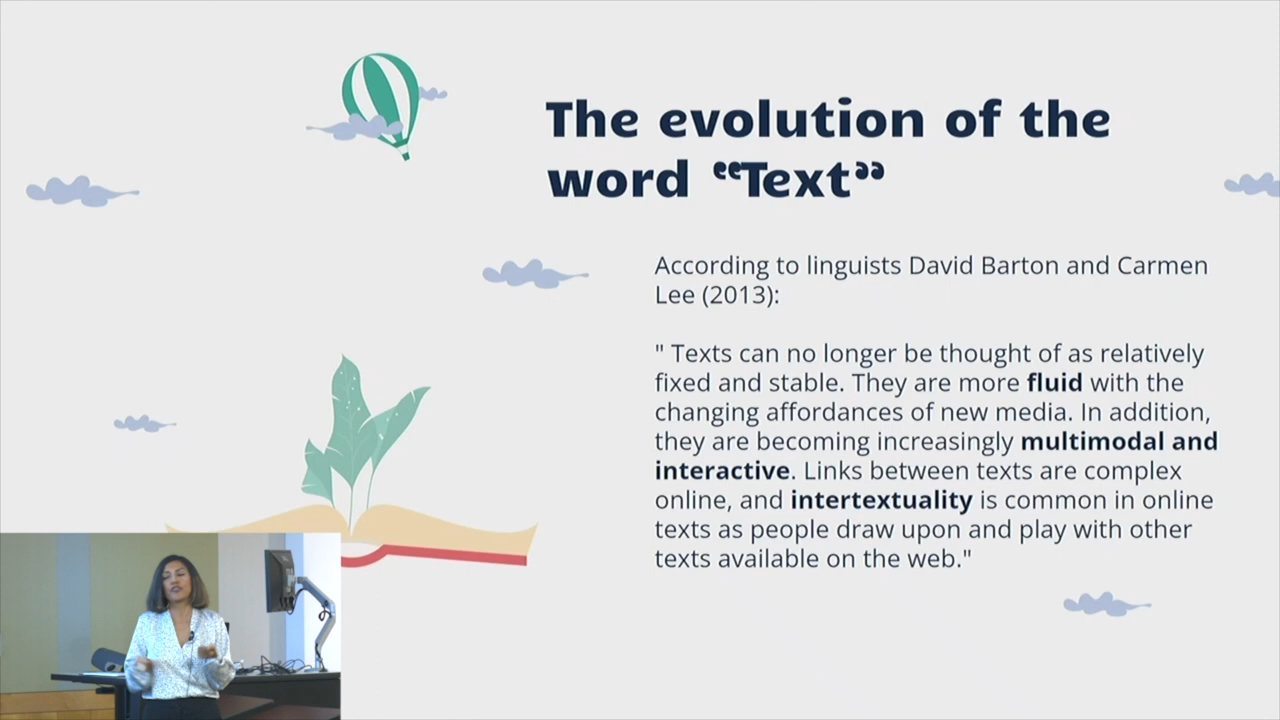 The evolution of the
word “Text”
According to linguists David Barton and Carmen
Lee (2013):
" Texts can no longer be thought of as relatively
fixed and stable. They are more fluid with the
changing affordances of new media. In addition,
they are becoming increasingly multimodal and
interactive. Links between texts are complex
online, and intertextuality is common in online
texts as people draw upon and play with other
texts available on the web."